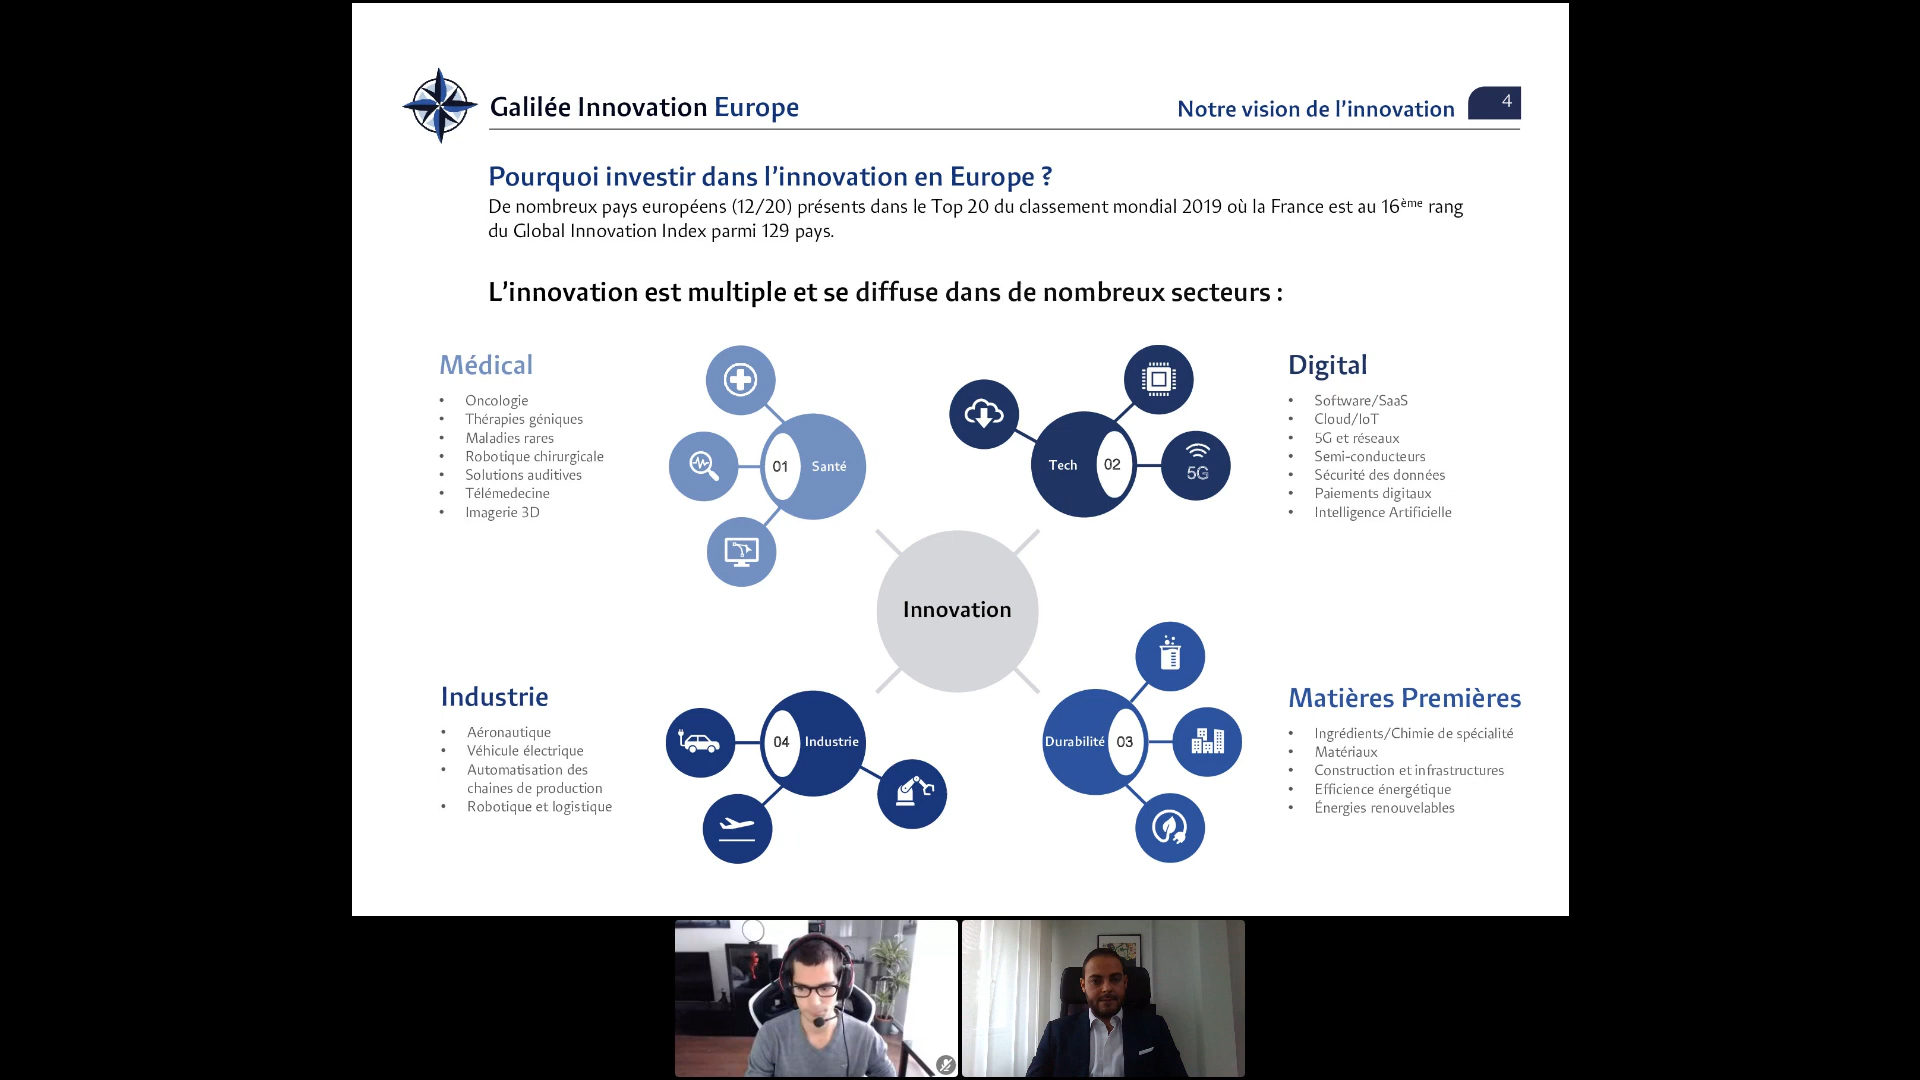 Galilée Innovation Europe
Notre vision de l’innovation
4
Pourquoi investir dans l’innovation en Europe ?
De nombreux pays européens (12/20) présents dans le Top 20 du classement mondial 2019 où la France est au 16ème rang
du Global Innovation Index parmi 129 pays.
L’innovation est multiple et se diffuse dans de nombreux secteurs :
Médical
• Oncologie
• Thérapies géniques
• Maladies rares
• Robotique chirurgicale
• Solutions auditives
• Télémedecine
• Imagerie 3D
01 Santé
Tech 02
5G
Digital
• Software/SaaS
• Cloud/IoT
• 5G et réseaux
• Semi-conducteurs
• Sécurité des données
• Paiements digitaux
• Intelligence Artificielle
Innovation
Industrie
• Aéronautique
• Véhicule électrique
• Automatisation des
chaines de production
• Robotique et logistique
04 Industrie
Durabilité 03
Matières Premières
• Ingrédients/Chimie de spécialité
• Matériaux
• Construction et infrastructures
• Efficience énergétique
• Énergies renouvelables